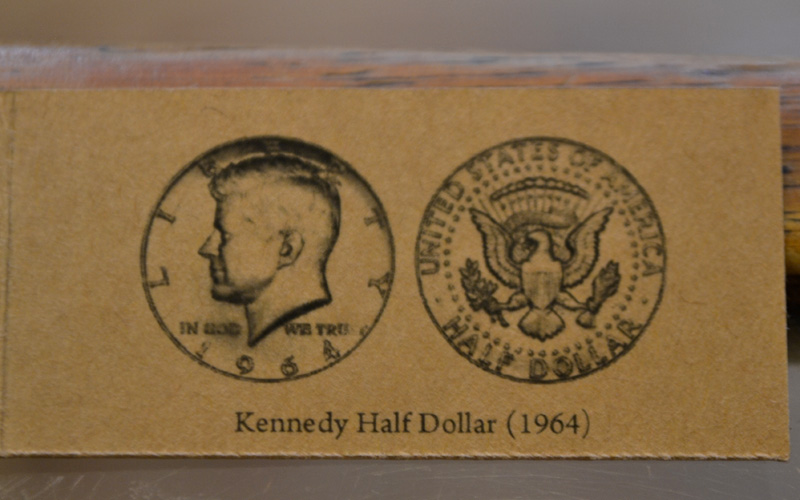 LIBERTY
IN GOD WE TRUST
1964
UNITED STATES OF AMERICA
HALF DOLLAR
Kennedy Half Dollar (1964)